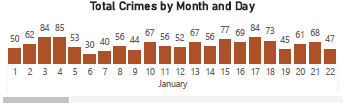 Total Crimes by Month and Day
50 62 84 85 53 30 40 56 44 67 56 52 67 56 77 69 84 73 45 61 68 47
1 2 3 4 5 6 7 8 9 10 11 12 13 14 15 16 17 18 19 20 21 22
January